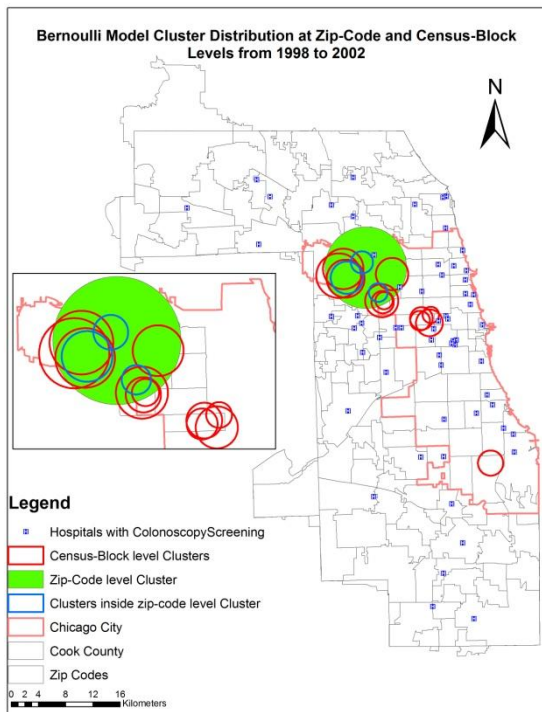 Bernoulli Model Cluster Distribution at Zip-Code and Census-Block
Levels from 1998 to 2002
N
Legend
Hospitals with ColonoscopyScreening
Census-Block level Clusters
Zip-Code level Cluster
Clusters inside zip-code level Cluster
Chicago City
Cook County
Zip Codes
0 2 4 8 12 16
Kilometers